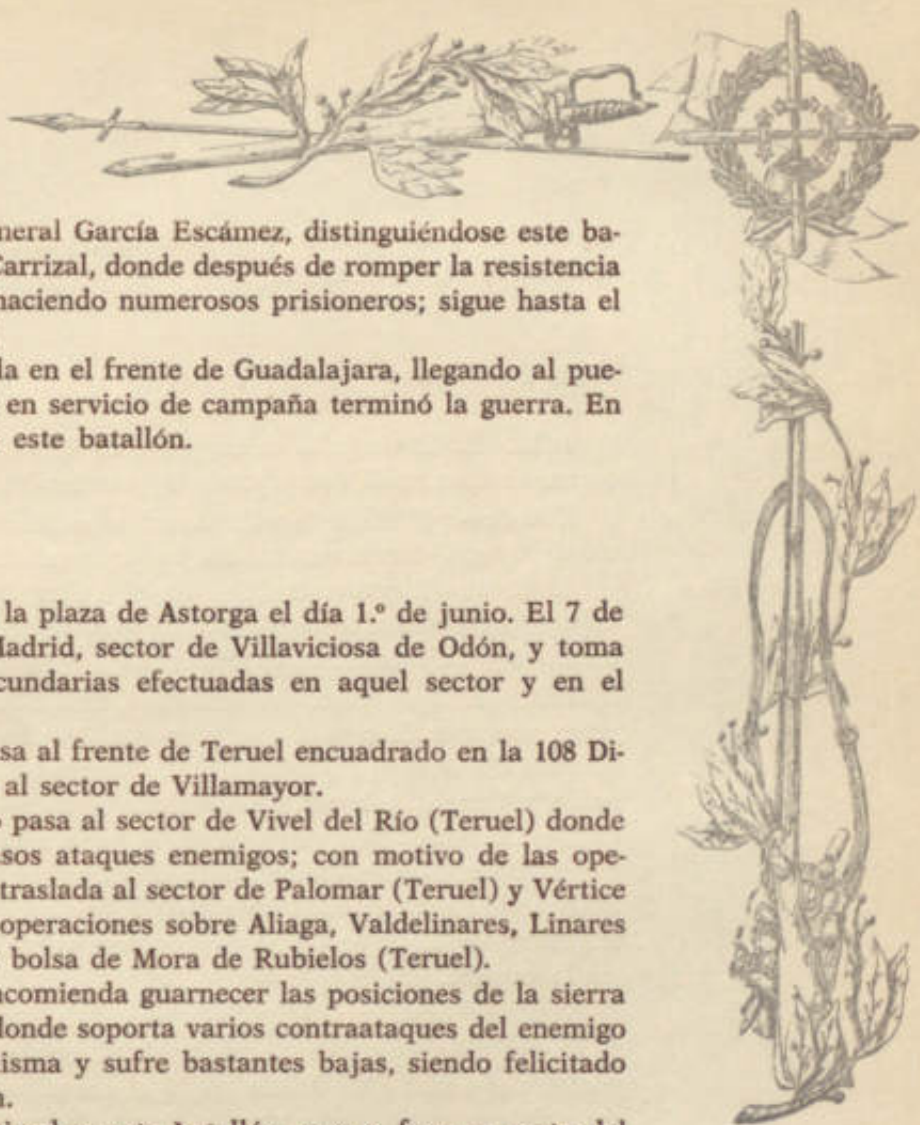 neral García Escámez, distinguiéndose este ba-
Carrizal, donde después de romper la resistencia
haciendo numerosos prisioneros; sigue hasta el
la en el frente de Guadalajara, llegando al pue-
en servicio de campaña terminó la guerra. En
este batallón.
la plaza de Astorga el día 1.º de junio. El 7 de
Madrid, sector de Villaviciosa de Odón, y toma
cundarias efectuadas en aquel sector y en el
sa al frente de Teruel encuadrado en la 108 Di-
al sector de Villamayor.
o pasa al sector de Vivel del Río (Teruel) donde
sos ataques enemigos; con motivo de las ope-
traslada al sector de Palomar (Teruel) y Vértice
operaciones sobre Aliaga, Valdelinares, Linares
bolsa de Mora de Rubielos (Teruel).
ncomienda guarnecer las posiciones de la sierra
donde soporta varios contraataques del enemigo
isma y sufre bastantes bajas, siendo felicitado
a.